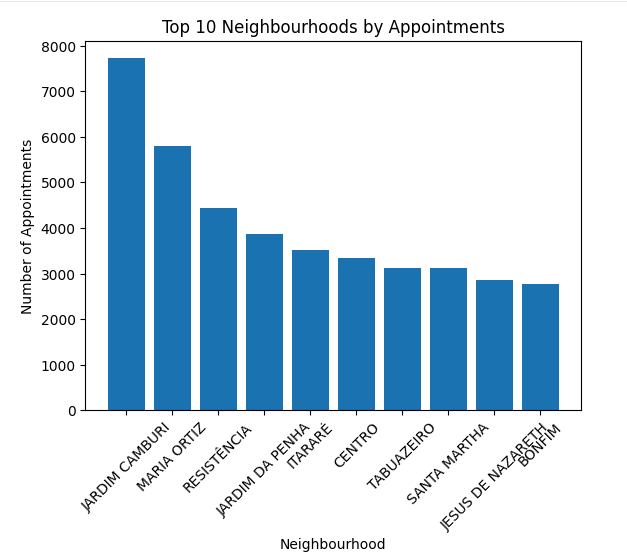 Top 10 Neighbourhoods by Appointments
Number of Appointments
8000
7000
6000
5000
4000
3000
2000
1000
0
JARDIM CAMBURI
MARIA ORTIZ
RESISTÊNCIA
JARDIM DA PENHA
ITARARÉ
CENTRO
TABUAZEIRO
SANTA MARTHA
JESUS DE NAZARETH
BONFIM
Neighbourhood